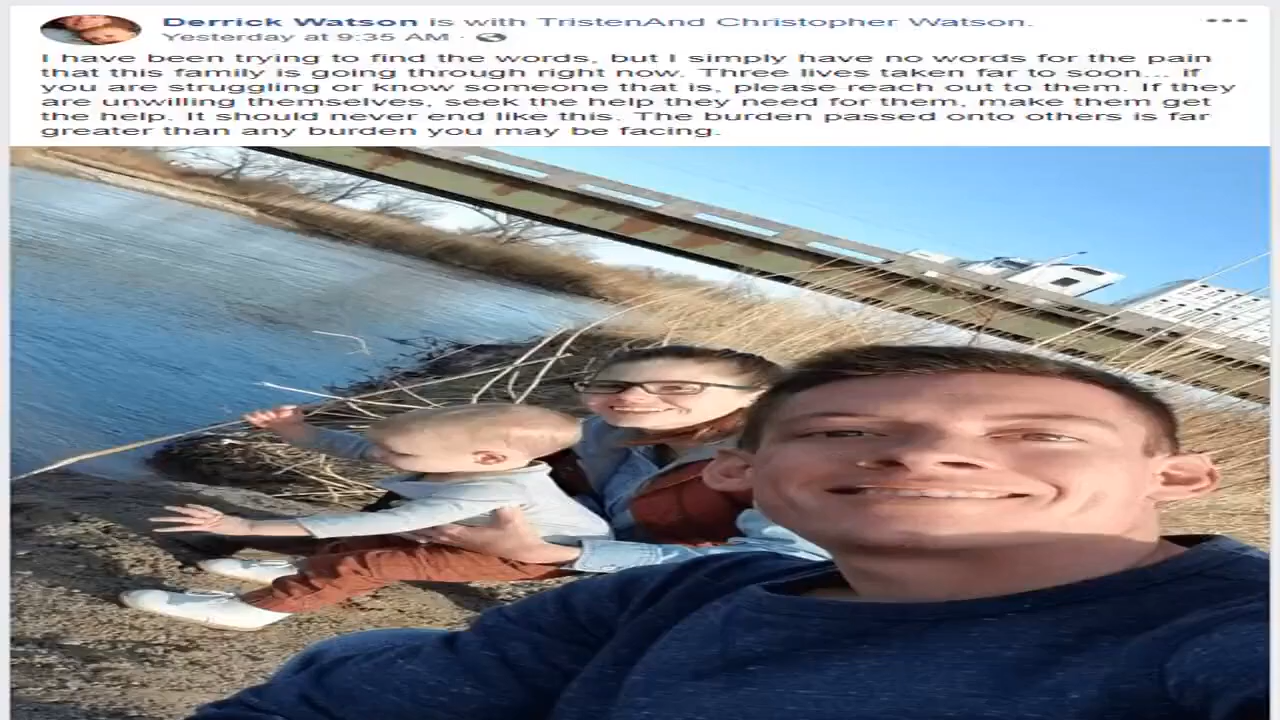 Derrick Watson is with TristenAnd Christopher Watson.
Yesterday at 9:35 AM ·
I have been trying to find the words, but I simply have no words for the pain
that this family is going through right now. Three lives taken far to soon... if
you are struggling or know someone that is, please reach out to them. If they
are unwilling themselves, seek the help they need for them, make them get
the help. It should never end like this. The burden passed onto others is far
greater than any burden you may be facing.